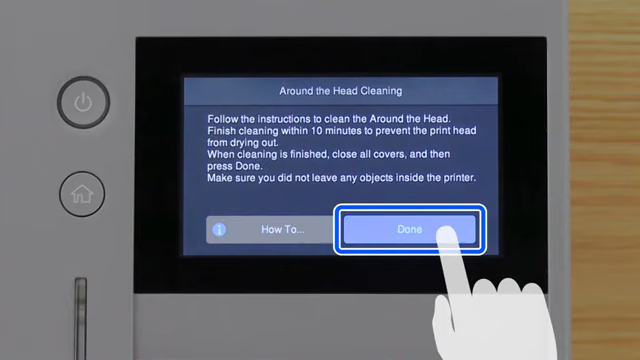 Around the Head Cleaning
Follow the instructions to clean the Around the Head.
Finish cleaning within 10 minutes to prevent the print head
from drying out.
When cleaning is finished, close all covers, and then
press Done.
Make sure you did not leave any objects inside the printer.
How To...
Done